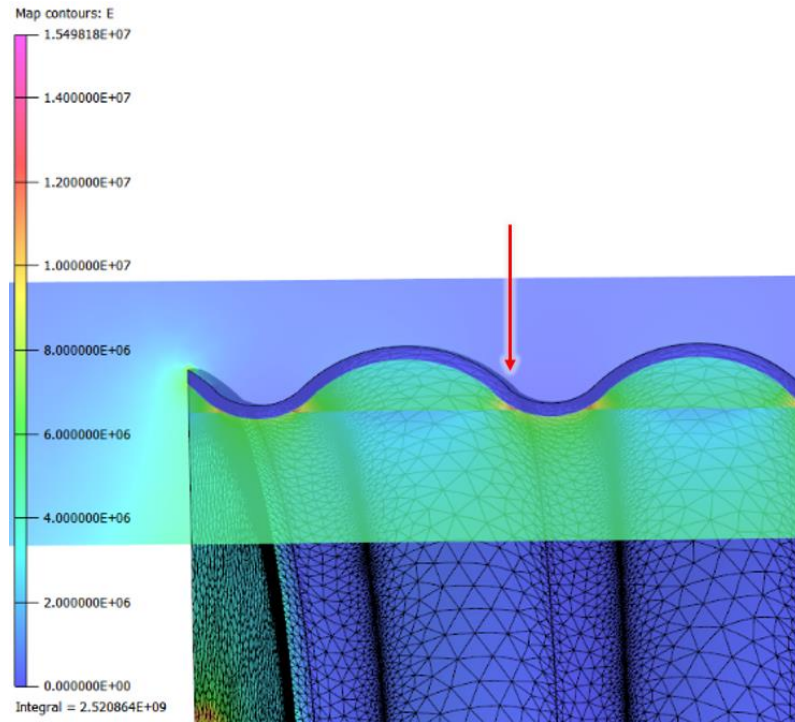 Map contours: E
1.549818E+07
1.400000E+07
1.200000E+07
1.000000E+07
8.000000E+06
6.000000E+06
4.000000E+06
2.000000E+06
0.000000E+00
Integral = 2.520864E+09